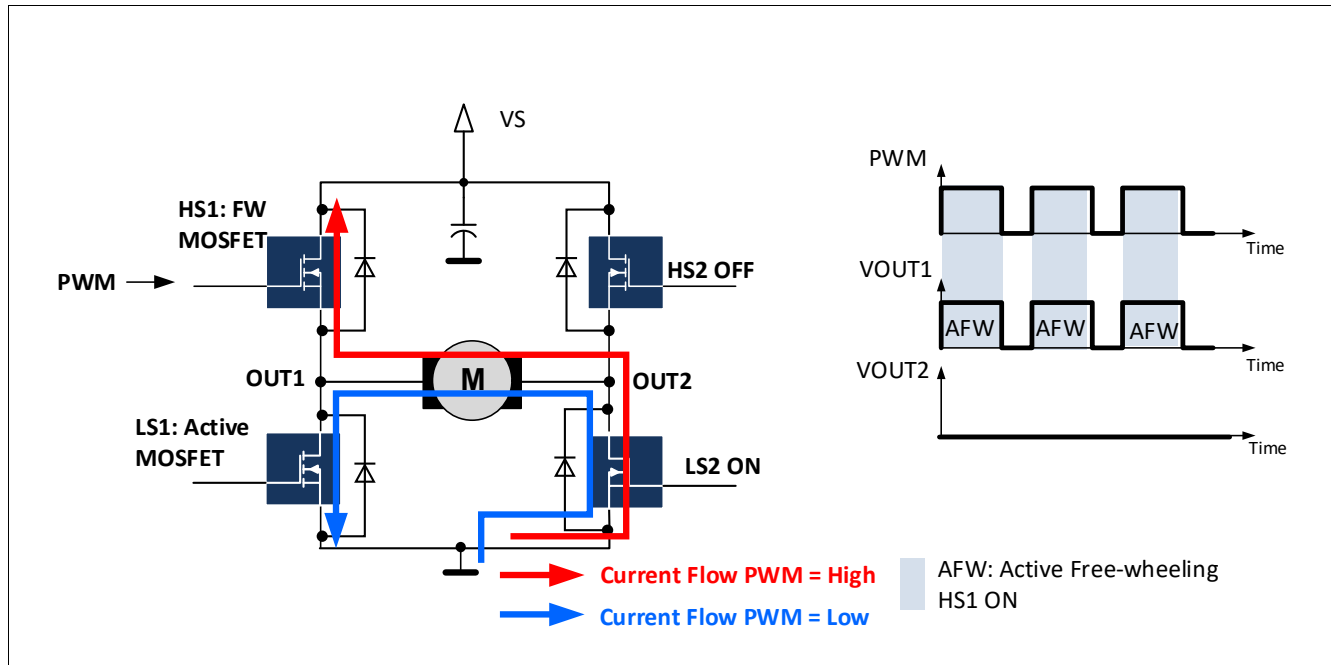 VS
HS1: FW
MOSFET
HS2 OFF
PWM
OUT1
M
OUT2
LS1: Active
MOSFET
LS2 ON
Current Flow PWM = High
Current Flow PWM = Low
PWM
Time
VOUT1
AFW AFW AFW
Time
VOUT2
Time
AFW: Active Free-wheeling
HS1 ON